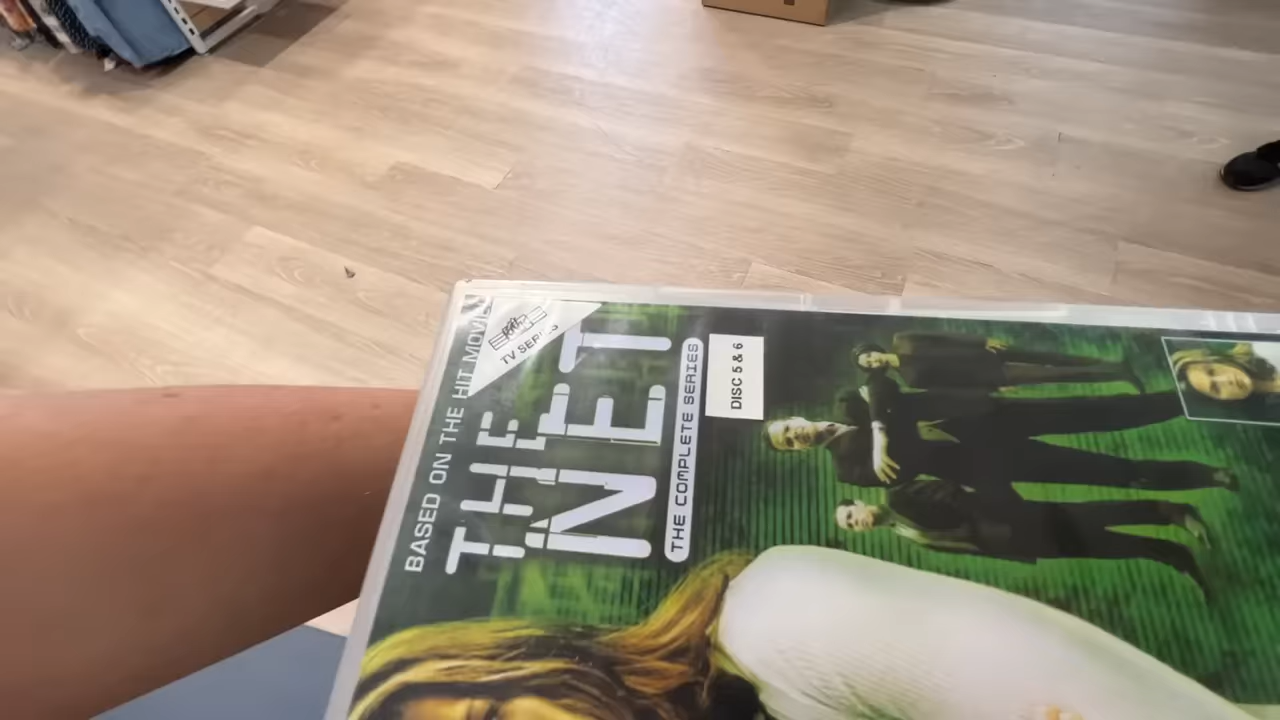 BASED ON THE HIT MOVIE
TV SERIES
THE
NET
THE COMPLETE SERIES
DISC 5 & 6